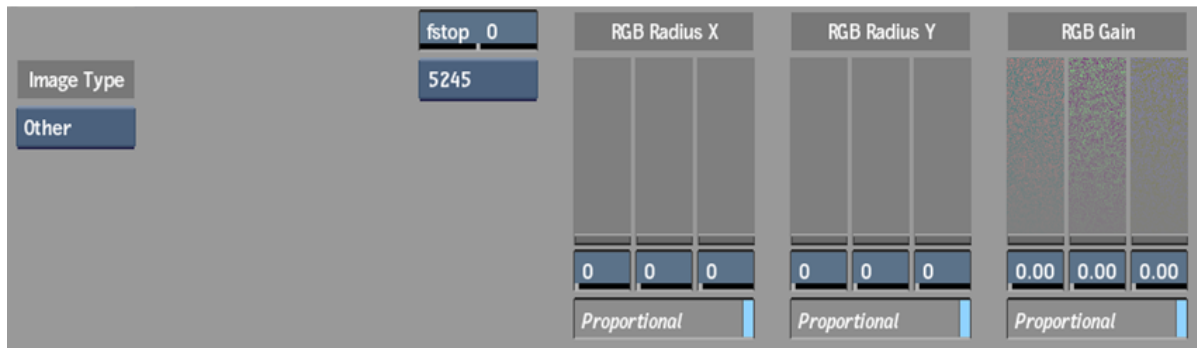 fstop 0
RGB Radius X
RGB Radius Y
RGB Gain
Image Type
5245
Other
0 0 0
0 0 0
0.00 0.00 0.00
Proportional
Proportional
Proportional